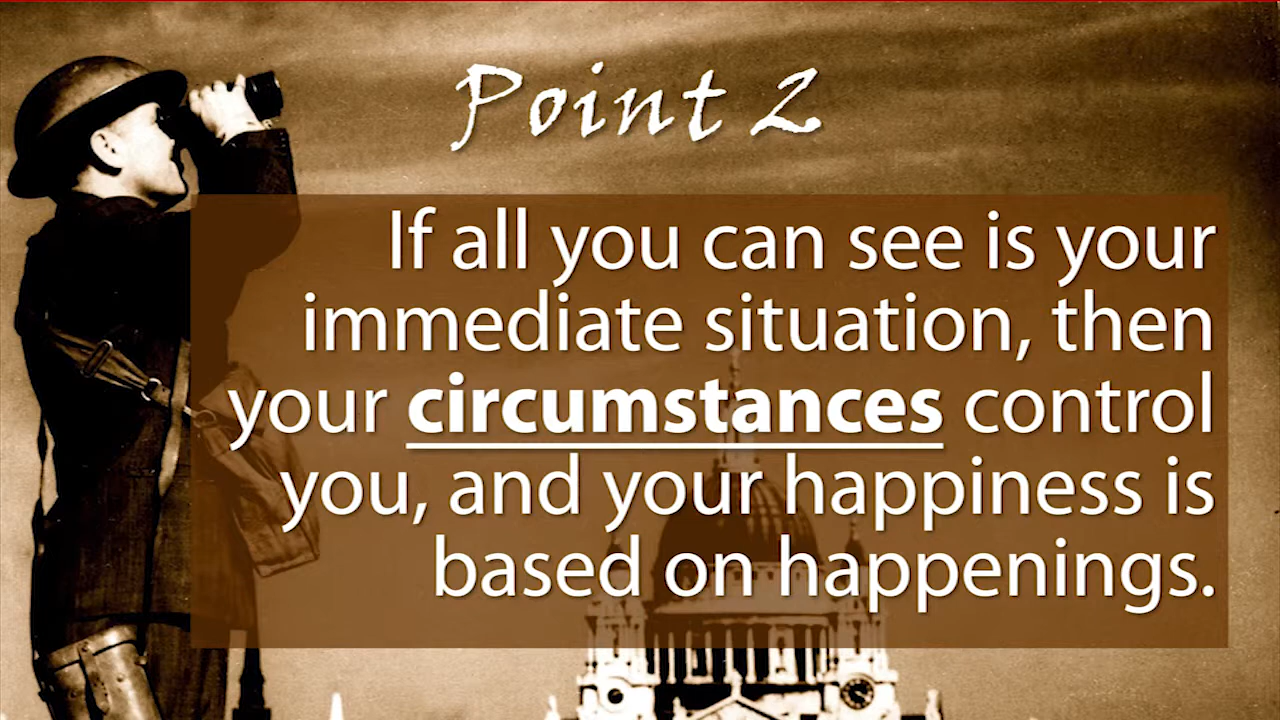 Point 2
If all you can see is your
immediate situation, then
your circumstances control
you, and your happiness is
based on happenings.